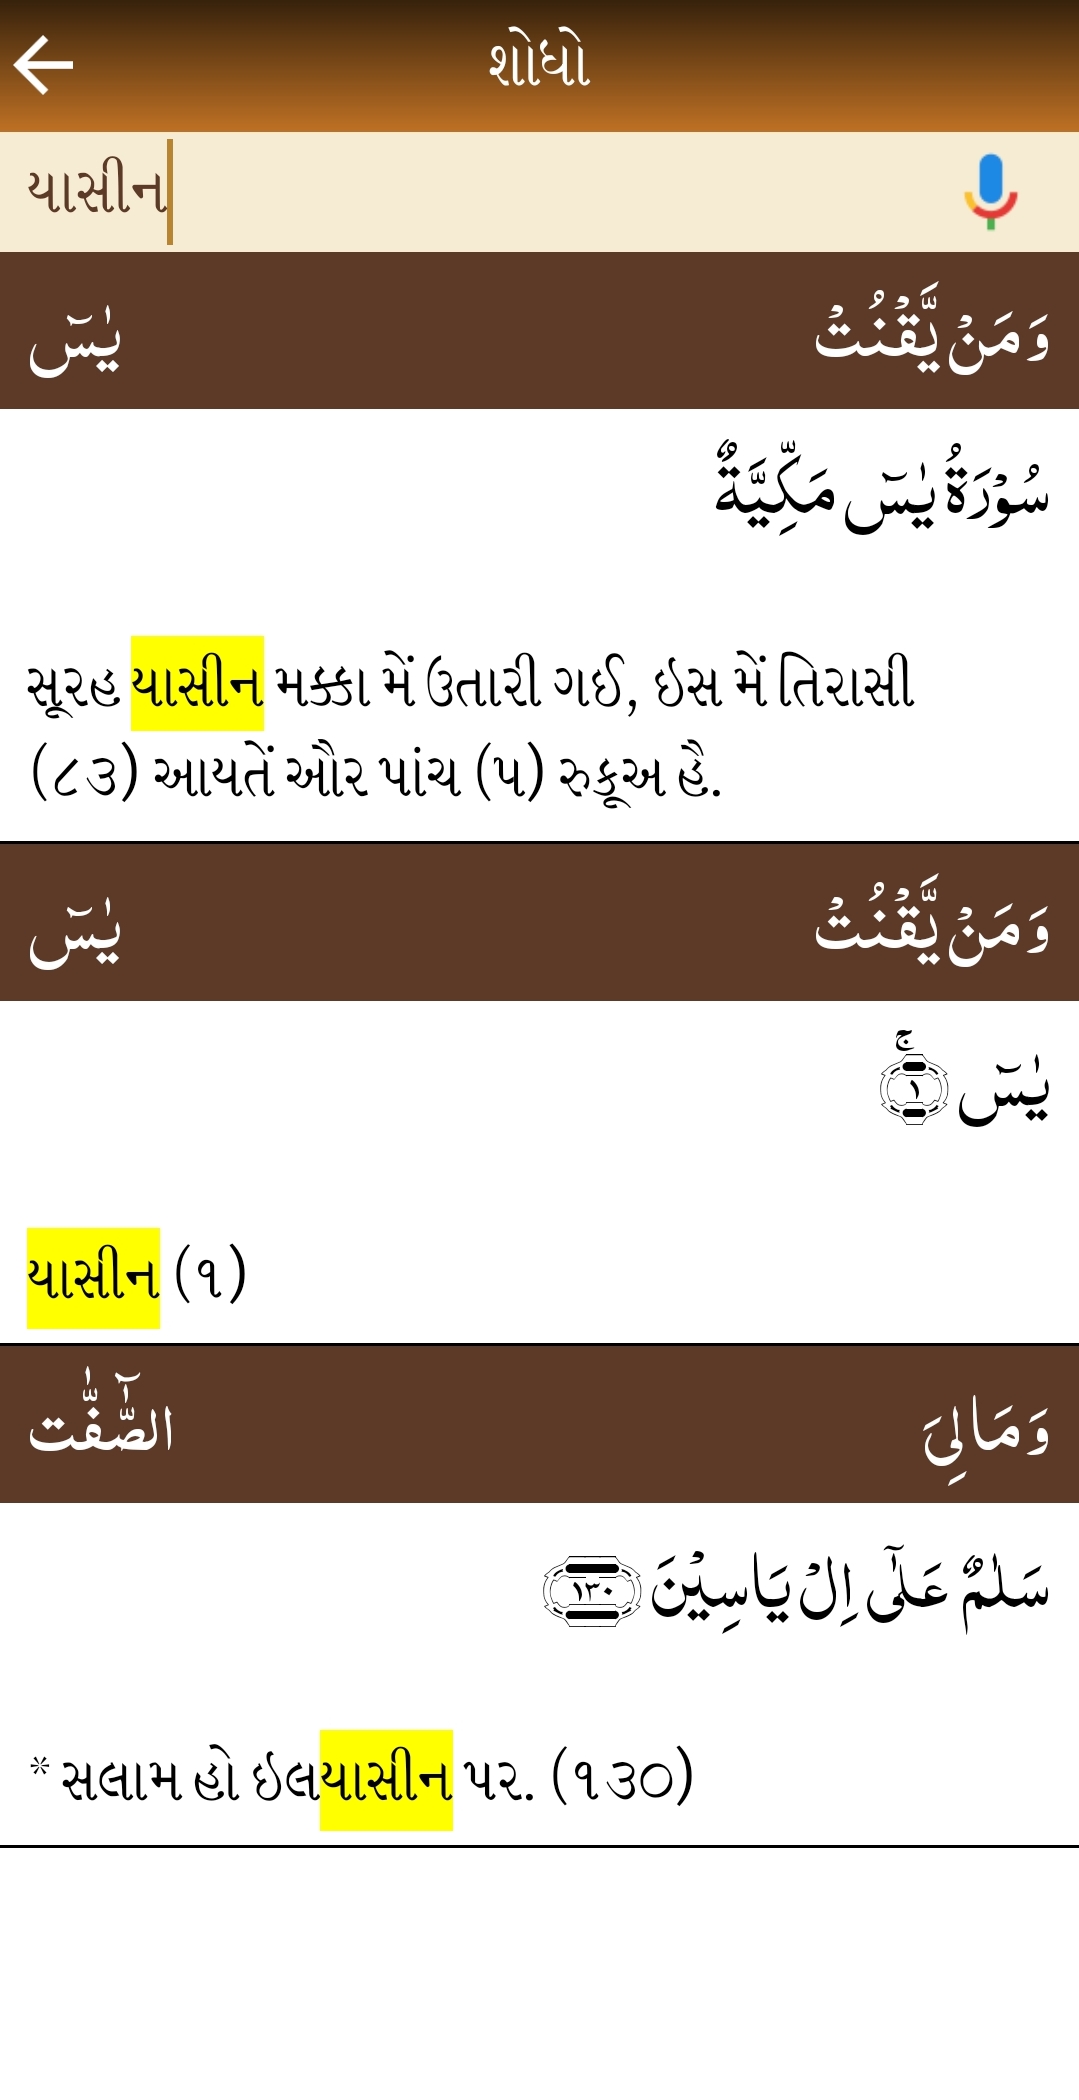 શોધો
યાસીન
وَمَنْ يَّقْنُتْ
يٰسٓ
سُوْرَةُ يٰسٓ مَكِّيَّةٌ
સૂરહ યાસીન મક્કા મેં ઉતારી ગઈ, ઇસ મેં તિરાસી
(૮૩) આયતેં ઔર પાંચ (૫) રુકૂઅ હૈ.
وَمَنْ يَّقْنُتْ
يٰسٓ
يٰسٓ ۚ ١
યાસીન (૧)
وَمَالِیَ
الصّٰٓفّٰت
سَلٰمٌ عَلٰٓى اِلْ يَاسِيْنَ ١٣٠
* સલામ હો ઇલયાસીન પર. (૧૩૦)